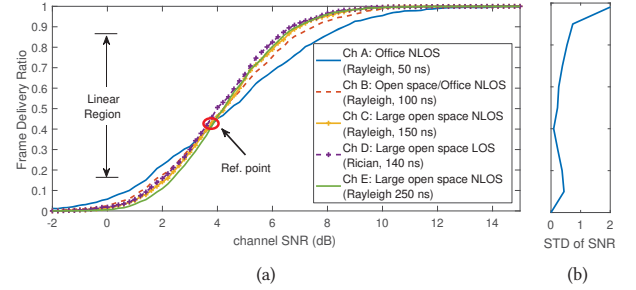 1
0.9
0.8
0.7
0.6
0.5
0.4
0.3
0.2
0.1
0
Frame Delivery Ratio
Linear
Region
Ref. point
Ch A: Office NLOS
(Rayleigh, 50 ns)
Ch B: Open space/Office NLOS
(Rayleigh, 100 ns)
Ch C: Large open space NLOS
(Rayleigh, 150 ns)
Ch D: Large open space LOS
(Rician, 140 ns)
Ch E: Large open space NLOS
(Rayleigh 250 ns)
-2 0 2 4 6 8 10 12 14
channel SNR (dB)
(a)
0 1 2
STD of SNR
(b)